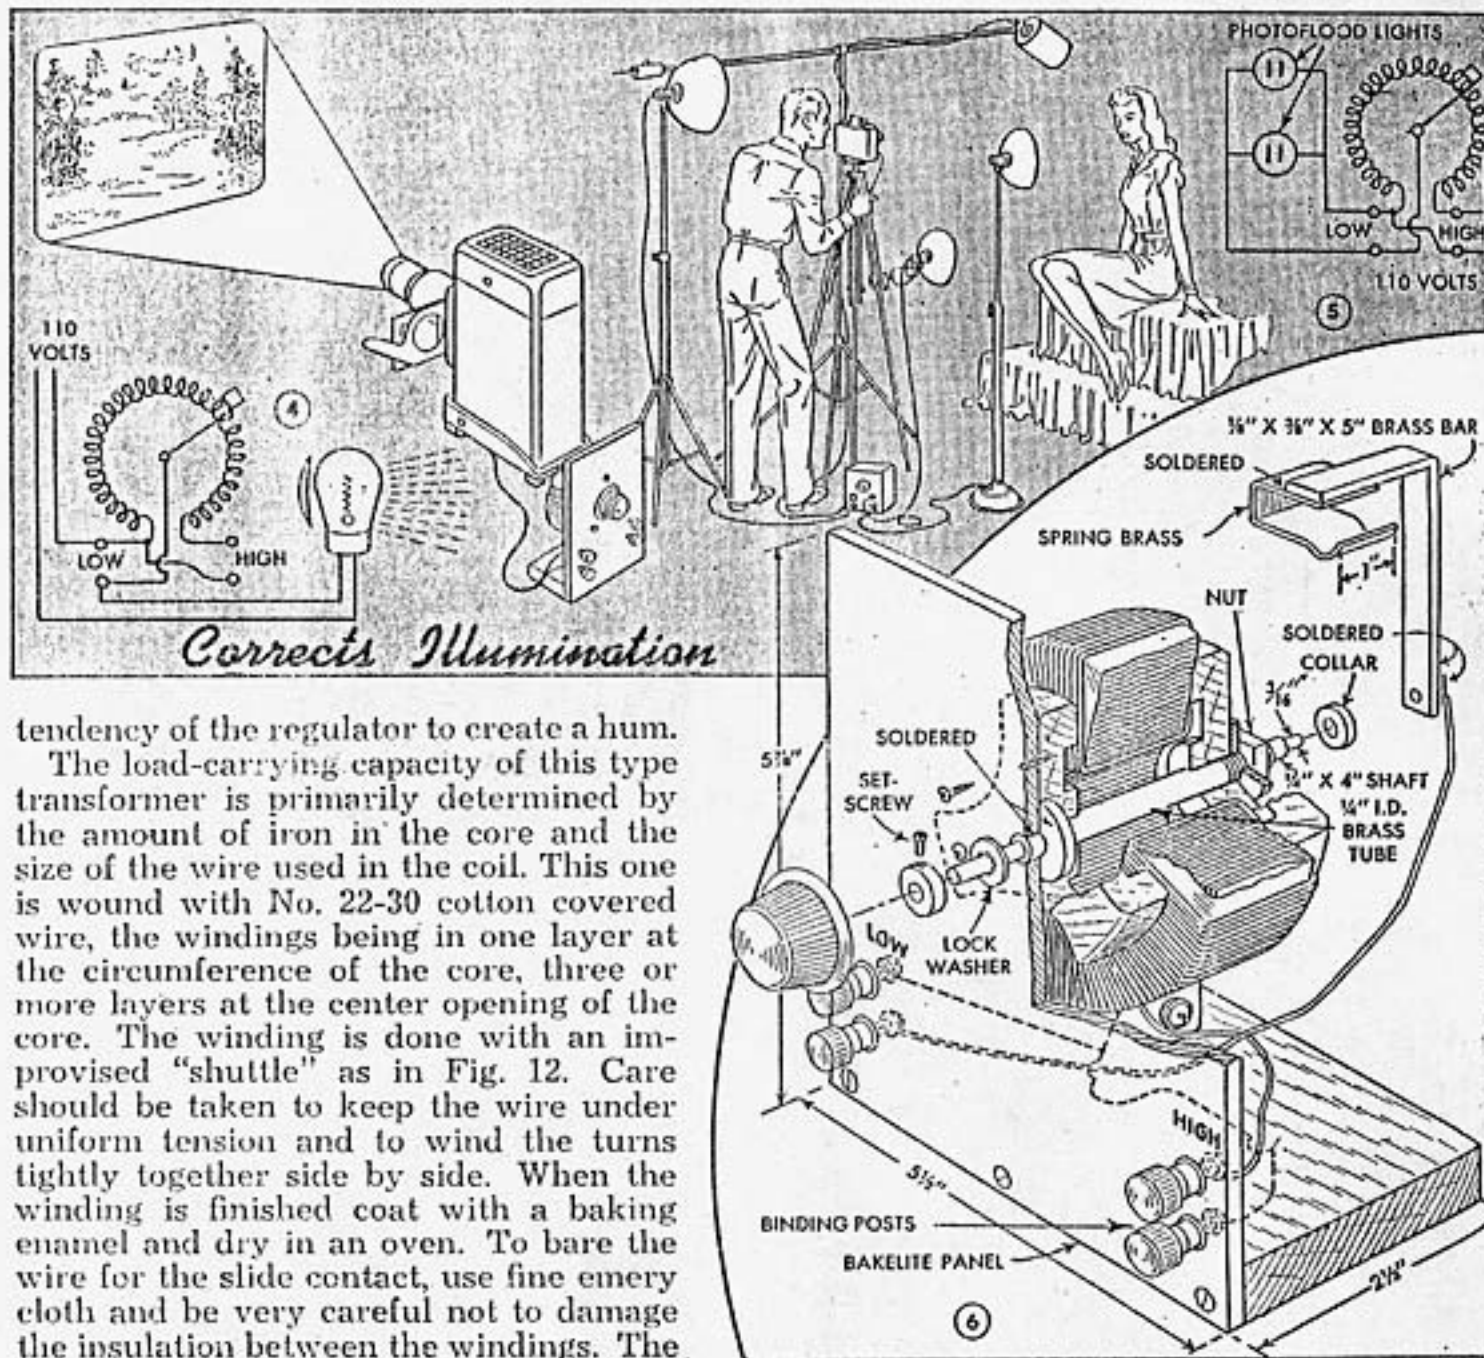 PHOTOFLOOD LIGHTS
LOW
HIGH
110 VOLTS
5
110
VOLTS
4
LOW
HIGH
Corrects Illumination
tendency of the regulator to create a hum.
The load-carrying capacity of this type
transformer is primarily determined by
the amount of iron in the core and the
size of the wire used in the coil. This one
is wound with No. 22-30 cotton covered
wire, the windings being in one layer at
the circumference of the core, three or
more layers at the center opening of the
core. The winding is done with an im-
provised "shuttle" as in Fig. 12. Care
should be taken to keep the wire under
uniform tension and to wind the turns
tightly together side by side. When the
winding is finished coat with a baking
enamel and dry in an oven. To bare the
wire for the slide contact, use fine emery
cloth and be very careful not to damage
the insulation between the windings. The
X 5" BRASS BAR
SOLDERED
SPRING BRASS
1"
NUT
SOLDERED
COLLAR
3/16"
SOLDERED
SET-
SCREW
1/4" X 4" SHAFT
1/4" I.D.
BRASS
TUBE
LOCK
WASHER
LOW
HIGH
5½"
2½"
BINDING POSTS
BAKELITE PANEL
6